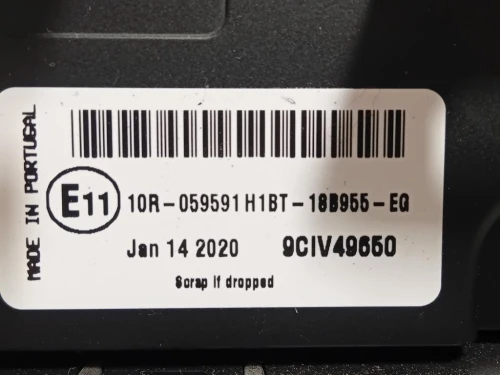 MADE IN PORTUGAL
E11
10R-059591 H1BT-18B955-EG
Jan 14 2020 9CIV49650
Scrap if dropped